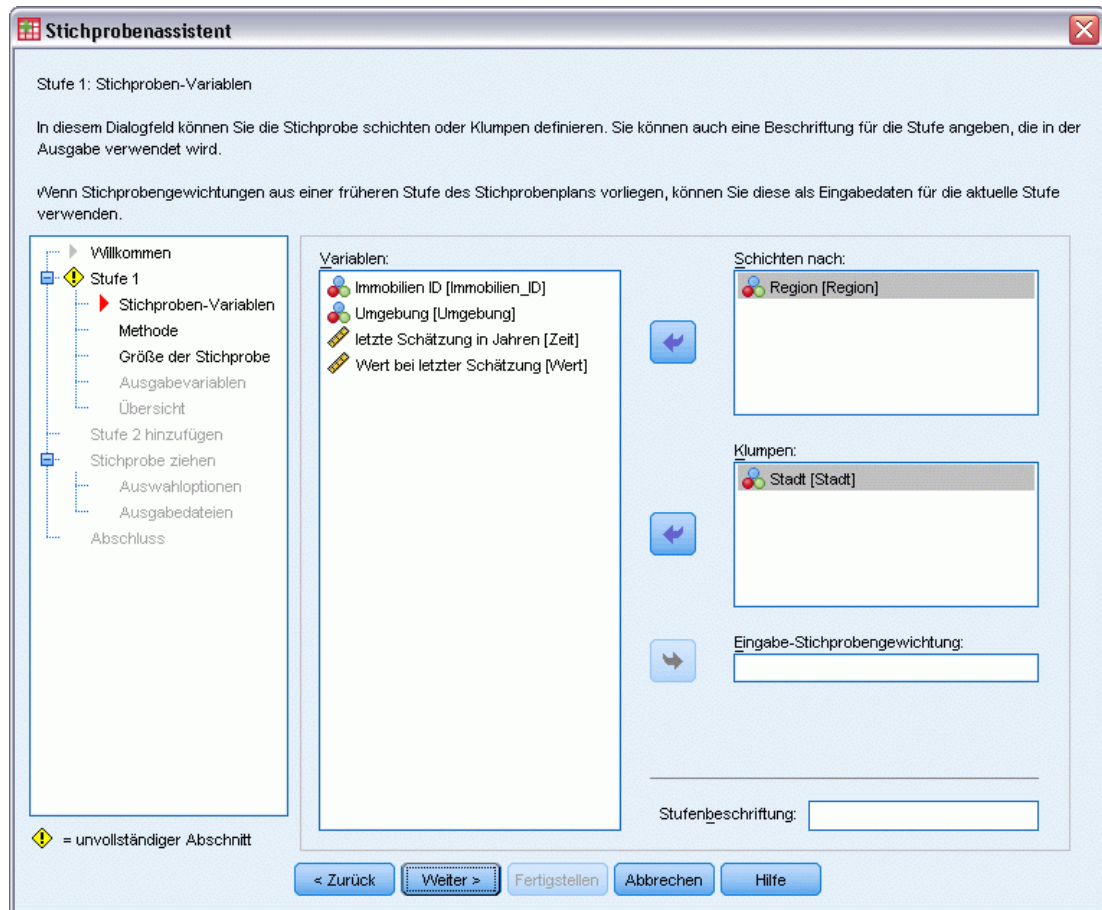 Stichprobenassistent
Stufe 1: Stichproben-Variablen
In diesem Dialogfeld können Sie die Stichprobe schichten oder Klumpen definieren. Sie können auch eine Beschriftung für die Stufe angeben, die in der
Ausgabe verwendet wird.
Wenn Stichprobengewichtungen aus einer früheren Stufe des Stichprobenplans vorliegen, können Sie diese als Eingabedaten für die aktuelle Stufe
verwenden.
Willkommen
Stufe 1
Stichproben-Variablen
Methode
Größe der Stichprobe
Ausgabevariablen
Übersicht
Stufe 2 hinzufügen
Stichprobe ziehen
Auswahloptionen
Ausgabedateien
Abschluss
= unvollständiger Abschnitt
Variablen:
Immobilien ID [Immobilien_ID]
Umgebung [Umgebung]
letzte Schätzung in Jahren [Zeit]
Wert bei letzter Schätzung [Wert]
Schichten nach:
Region [Region]
Klumpen:
Stadt [Stadt]
Eingabe-Stichprobengewichtung:
Stufenbeschriftung:
< Zurück
Weiter >
Fertigstellen
Abbrechen
Hilfe